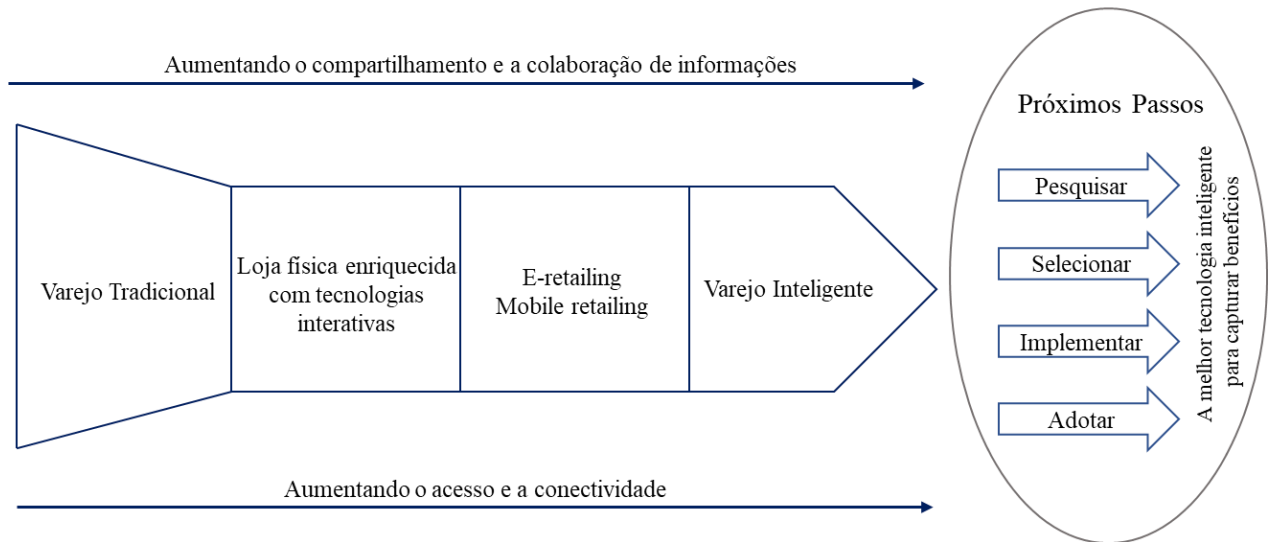 Aumentando o compartilhamento e a colaboração de informações
Varejo Tradicional
Loja física enriquecida
com tecnologias
interativas
E-retailing
Mobile retailing
Varejo Inteligente
Aumentando o acesso e a conectividade
Próximos Passos
Pesquisar
Selecionar
Implementar
Adotar
A melhor tecnologia inteligente
para capturar benefícios